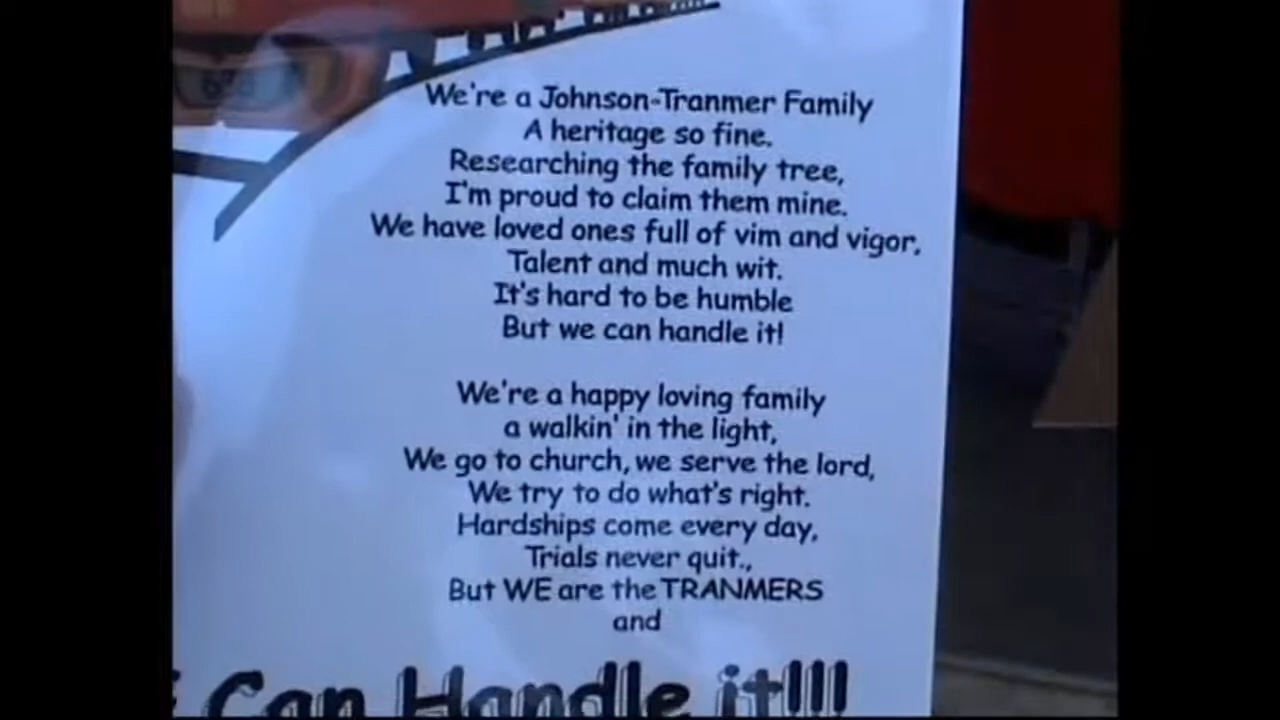 We're a Johnson-Tranmer Family
A heritage so fine.
Researching the family tree,
I'm proud to claim them mine.
We have loved ones full of vim and vigor,
Talent and much wit.
It's hard to be humble
But we can handle it!
We're a happy loving family
a walkin' in the light,
We go to church, we serve the lord,
We try to do what's right.
Hardships come every day,
Trials never quit.,
But WE are the TRANMERS
and
Can Handle it!!!